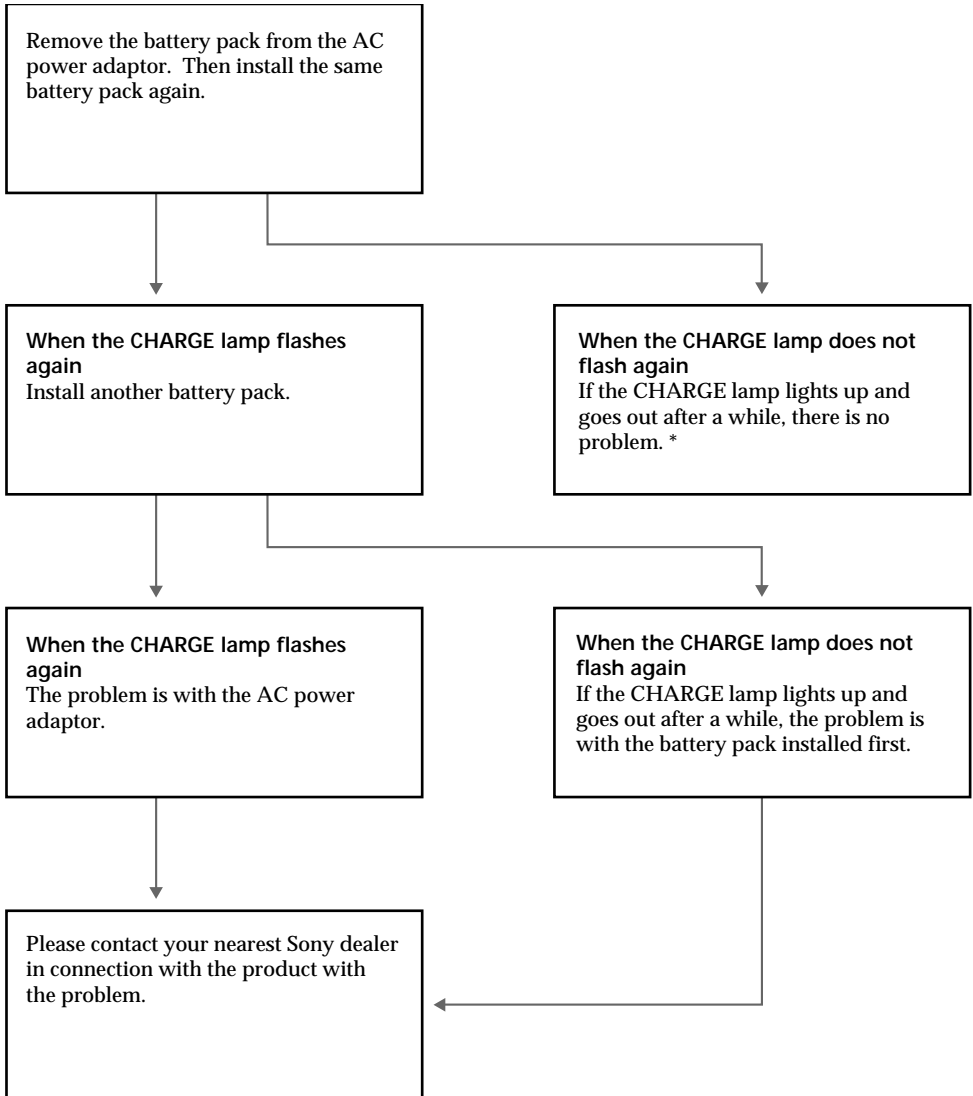 Remove the battery pack from the AC
power adaptor.  Then install the same
battery pack again.
When the CHARGE lamp flashes
again
Install another battery pack.
When the CHARGE lamp does not
flash again
If the CHARGE lamp lights up and
goes out after a while, there is no
problem. *
When the CHARGE lamp flashes
again
The problem is with the AC power
adaptor.
When the CHARGE lamp does not
flash again
If the CHARGE lamp lights up and
goes out after a while, the problem is
with the battery pack installed first.
Please contact your nearest Sony dealer
in connection with the product with
the problem.